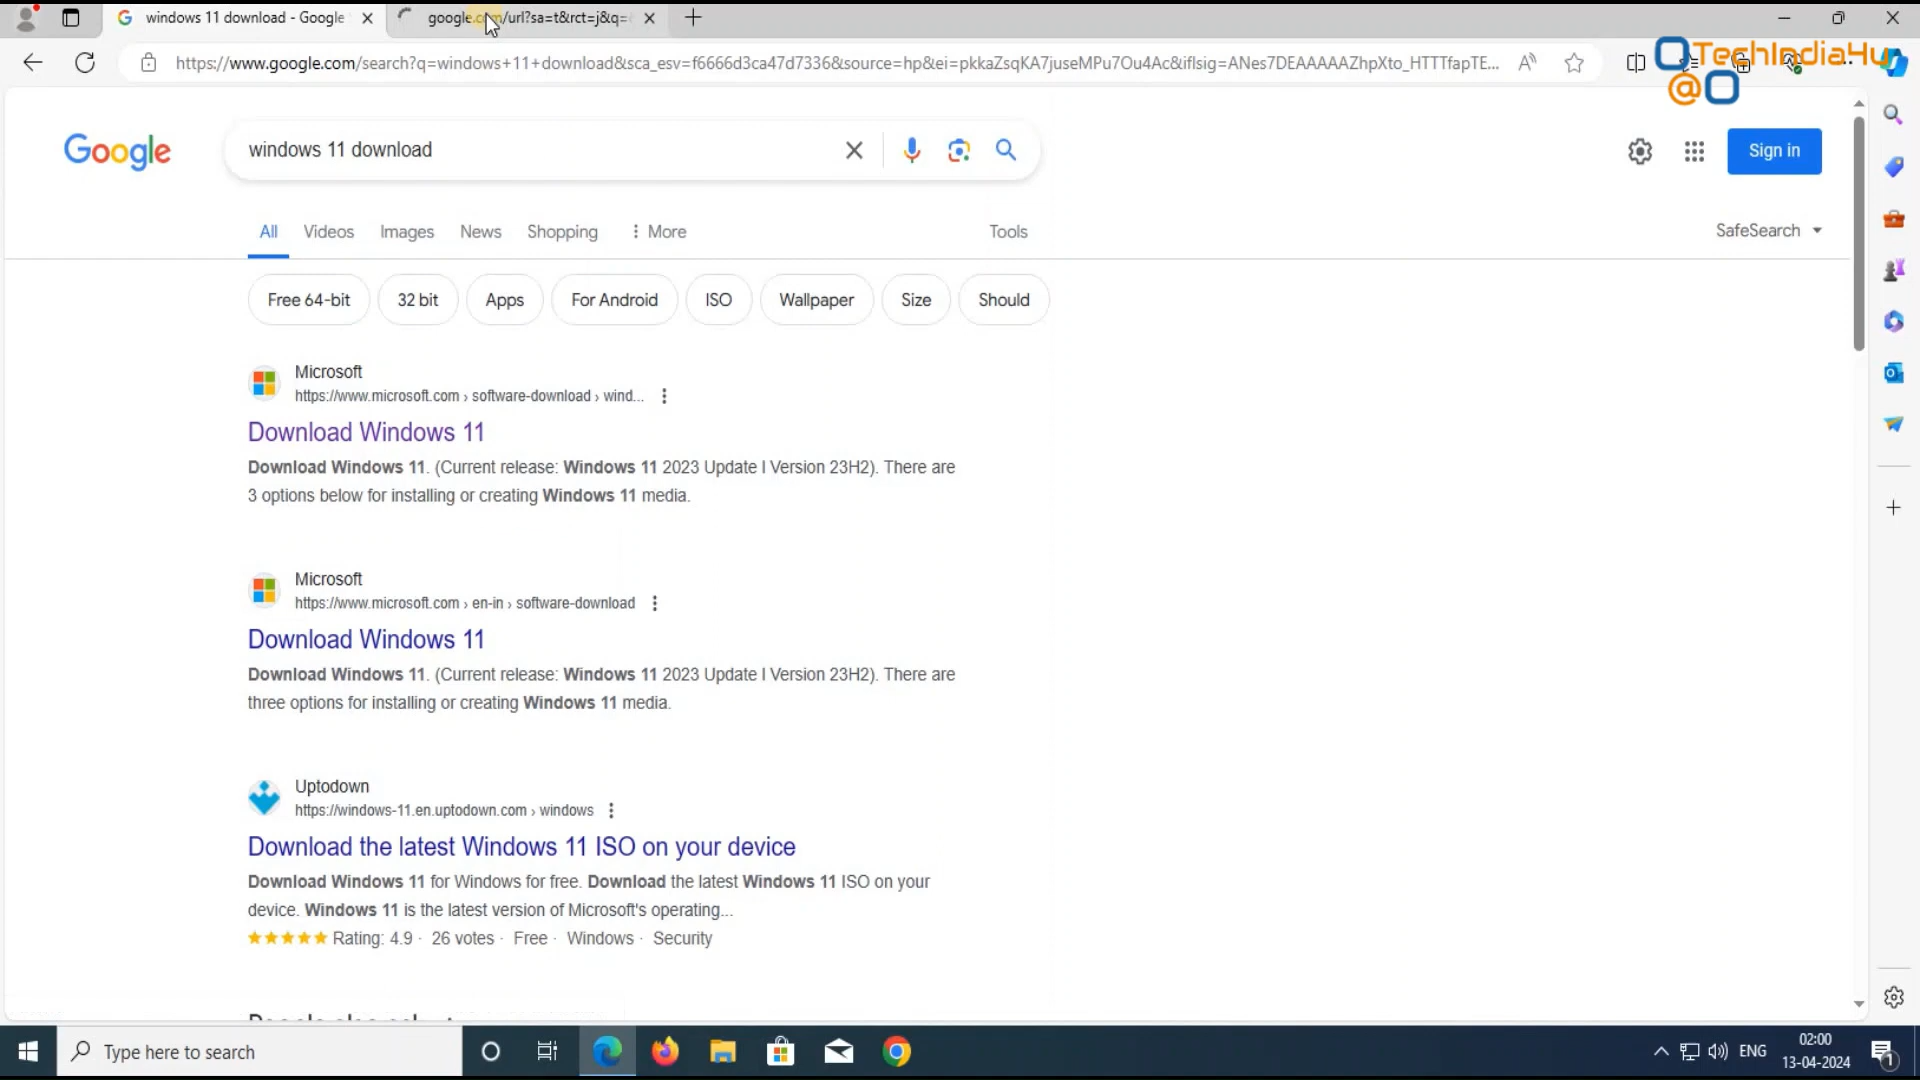 windows 11 download - Google
google.com/url?sa=t&rct=j&q=
https://www.google.com/search?q=windows+11+download&sca_esv=f6666d3ca47d7336&source=hp&ei=pkkaZsqKA7juseMPu7Ou4Ac&iflsig=ANes7DEAAAAAZhpXto_HTTTfapTE...
TechIndia4u
@
Google
windows 11 download
Sign in
All Videos Images News Shopping More Tools
SafeSearch
Free 64-bit 32 bit Apps For Android ISO Wallpaper Size Should
Microsoft
https://www.microsoft.com › software-download › wind...
Download Windows 11
Download Windows 11. (Current release: Windows 11 2023 Update l Version 23H2). There are
3 options below for installing or creating Windows 11 media.
Microsoft
https://www.microsoft.com › en-in › software-download
Download Windows 11
Download Windows 11. (Current release: Windows 11 2023 Update l Version 23H2). There are
three options for installing or creating Windows 11 media.
Uptodown
https://windows-11.en.uptodown.com › windows
Download the latest Windows 11 ISO on your device
Download Windows 11 for Windows for free. Download the latest Windows 11 ISO on your
device. Windows 11 is the latest version of Microsoft's operating...
Rating: 4.9 · 26 votes · Free · Windows · Security
Type here to search
ENG
02:00
13-04-2024
1